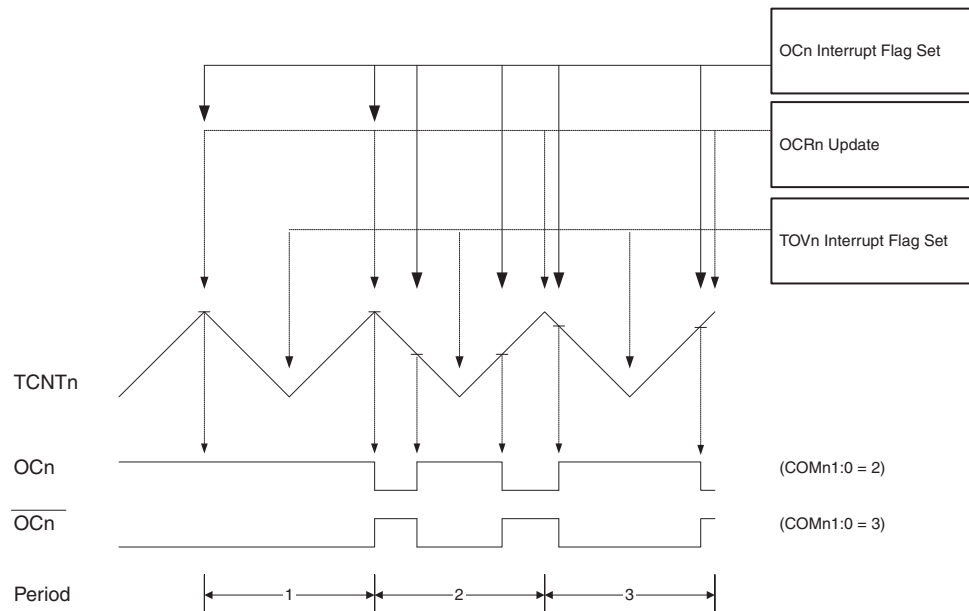 OCn Interrupt Flag Set
OCRn Update
TOVn Interrupt Flag Set
TCNTn
OCn
(COMn1:0 = 2)
OCn
(COMn1:0 = 3)
Period
1
2
3